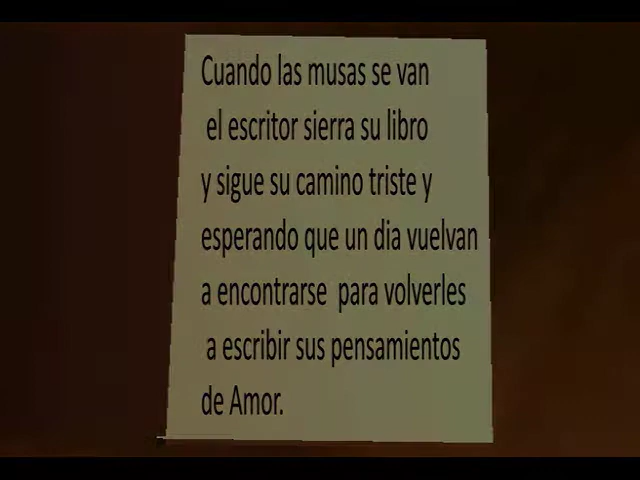 Cuando las musas se van
el escritor sierra su libro
y sigue su camino triste y
esperando que un dia vuelvan
a encontrarse para volverles
a escribir sus pensamientos
de Amor.